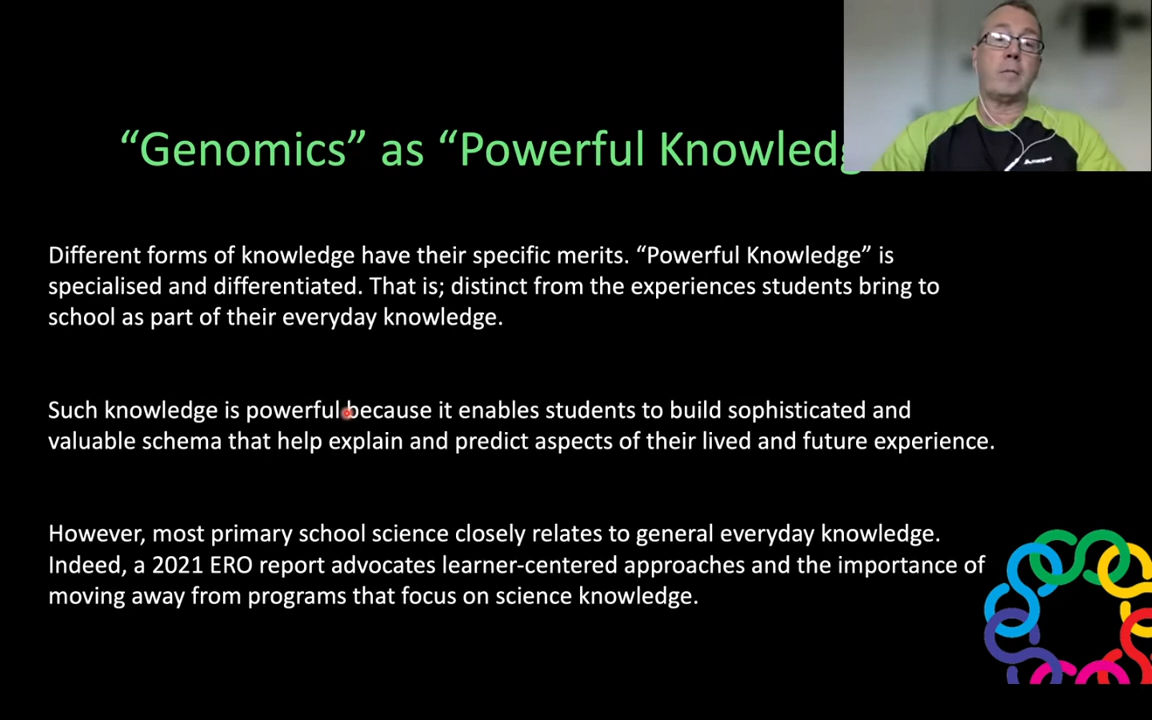 “Genomics” as “Powerful Knowledg
Different forms of knowledge have their specific merits. “Powerful Knowledge” is
specialised and differentiated. That is; distinct from the experiences students bring to
school as part of their everyday knowledge.
Such knowledge is powerful because it enables students to build sophisticated and
valuable schema that help explain and predict aspects of their lived and future experience.
However, most primary school science closely relates to general everyday knowledge.
Indeed, a 2021 ERO report advocates learner-centered approaches and the importance of
moving away from programs that focus on science knowledge.